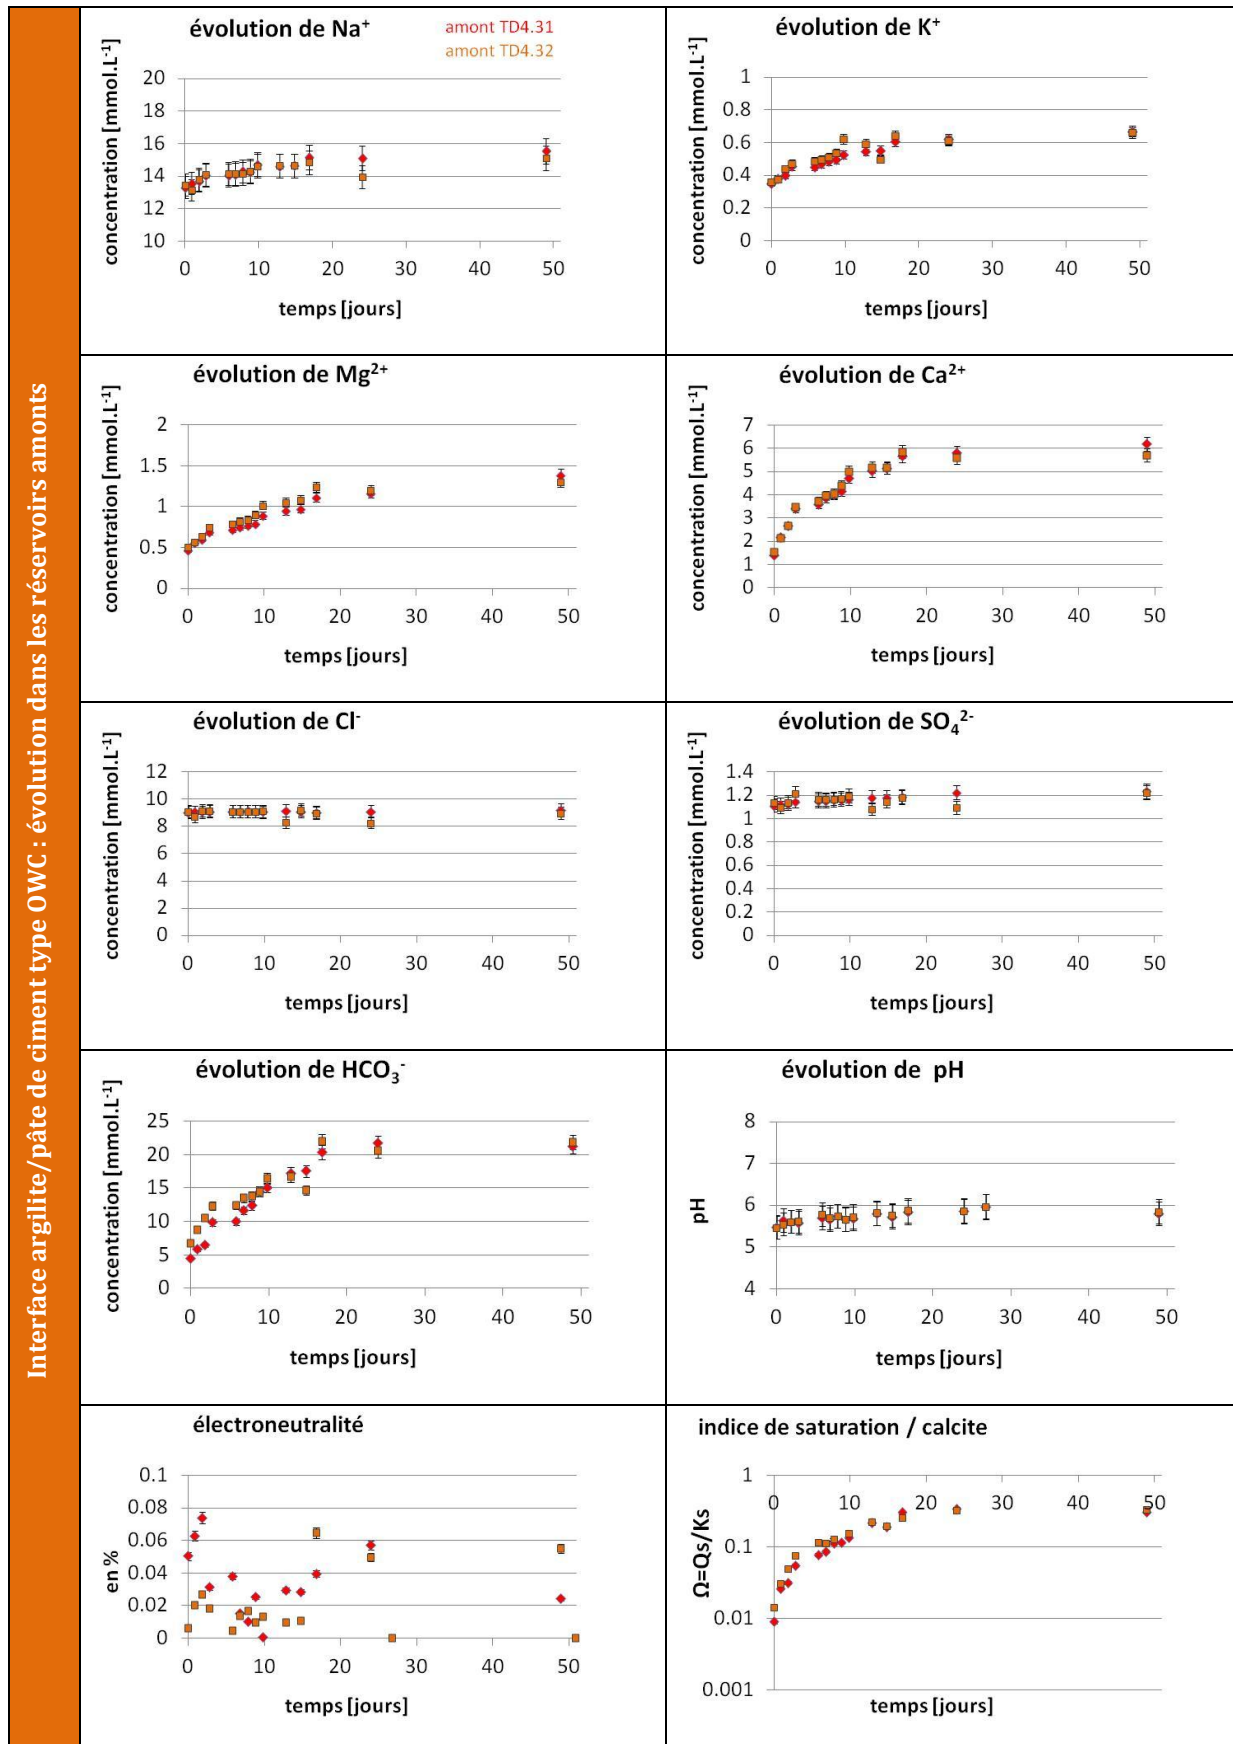 Interface argilite/pâte de ciment type OWC : évolution dans les réservoirs amonts
évolution de Na⁺
amont TD4.31
amont TD4.32
concentration [mmol.L⁻¹]
20
18
16
14
12
10
0 10 20 30 40 50
temps [jours]
évolution de K⁺
concentration [mmol.L⁻¹]
1
0.8
0.6
0.4
0.2
0
0 10 20 30 40 50
temps [jours]
évolution de Mg²⁺
concentration [mmol.L⁻¹]
2
1.5
1
0.5
0
0 10 20 30 40 50
temps [jours]
évolution de Ca²⁺
concentration [mmol.L⁻¹]
7
6
5
4
3
2
1
0
0 10 20 30 40 50
temps [jours]
évolution de Cl⁻
concentration [mmol.L⁻¹]
12
10
8
6
4
2
0
0 10 20 30 40 50
temps [jours]
évolution de SO₄²⁻
concentration [mmol.L⁻¹]
1.4
1.2
1
0.8
0.6
0.4
0.2
0
0 10 20 30 40 50
temps [jours]
évolution de HCO₃⁻
concentration [mmol.L⁻¹]
25
20
15
10
5
0
0 10 20 30 40 50
temps [jours]
évolution de pH
pH
8
7
6
5
4
0 10 20 30 40 50
temps [jours]
électroneutralité
en %
0.1
0.08
0.06
0.04
0.02
0
0 10 20 30 40 50
temps [jours]
indice de saturation / calcite
Ω=Qs/Ks
1
0 10 20 30 40 50
0.1
0.01
0.001
temps [jours]